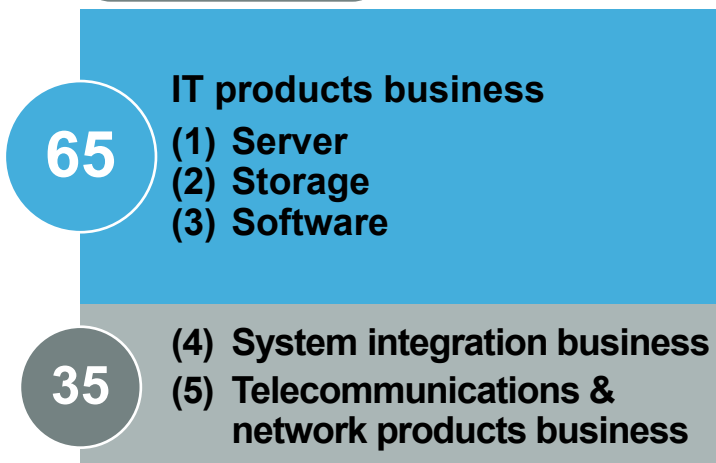 65
IT products business
(1) Server
(2) Storage
(3) Software
35
(4) System integration business
(5) Telecommunications &
network products business